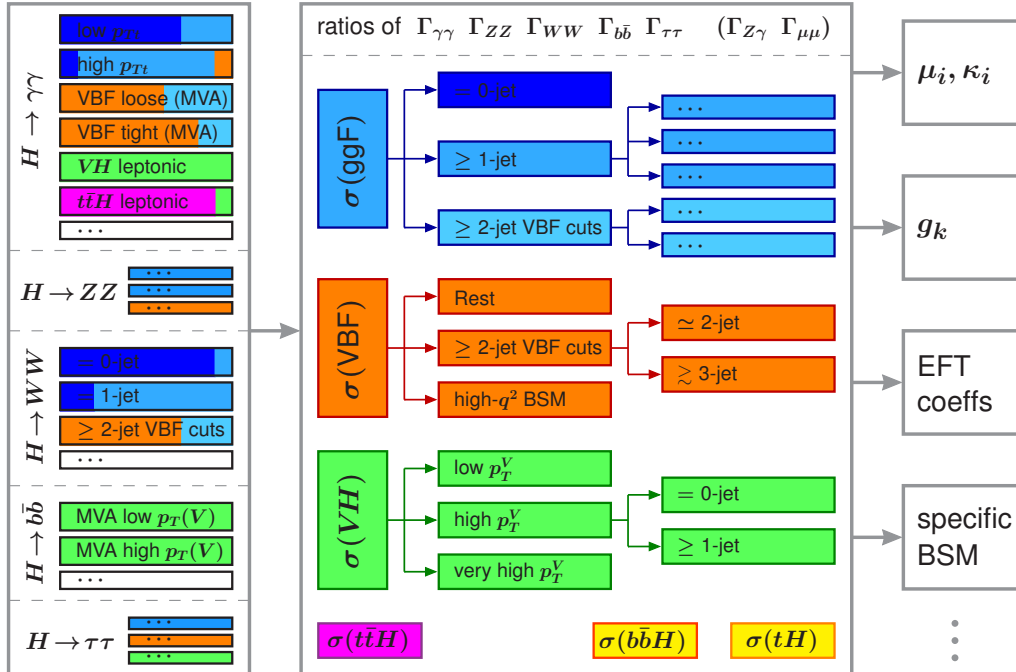 H → γγ
low p_Tt
high p_Tt
VBF loose (MVA)
VBF tight (MVA)
VH leptonic
tt̄H leptonic
···
H → ZZ
···
···
···
H → WW
= 0-jet
= 1-jet
≥ 2-jet VBF cuts
···
H → bb̄
MVA low p_T(V)
MVA high p_T(V)
···
H → ττ
···
···
···
ratios of Γ_γγ Γ_ZZ Γ_WW Γ_bb̄ Γ_ττ (Γ_Zγ Γ_μμ)
σ(ggF)
= 0-jet
≥ 1-jet
≥ 2-jet VBF cuts
···
···
···
···
···
σ(VBF)
Rest
≥ 2-jet VBF cuts
high-q² BSM
≃ 2-jet
≳ 3-jet
σ(VH)
low p_T^V
high p_T^V
very high p_T^V
= 0-jet
≥ 1-jet
σ(tt̄H) σ(bb̄H) σ(tH)
μ_i, κ_i
g_k
EFT
coeffs
specific
BSM